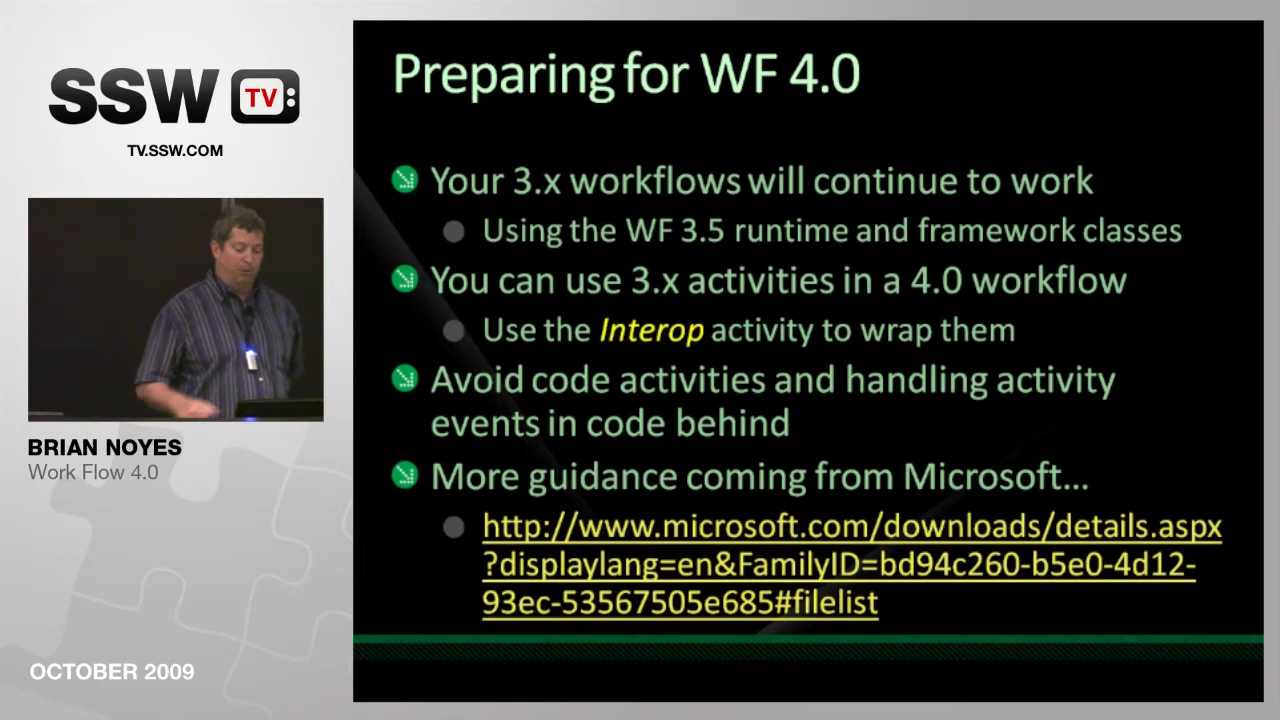 SSW TV
TV.SSW.COM
BRIAN NOYES
Work Flow 4.0
OCTOBER 2009
Preparing for WF 4.0
Your 3.x workflows will continue to work
Using the WF 3.5 runtime and framework classes
You can use 3.x activities in a 4.0 workflow
Use the Interop activity to wrap them
Avoid code activities and handling activity
events in code behind
More guidance coming from Microsoft...
http://www.microsoft.com/downloads/details.aspx
?displaylang=en&FamilyID=bd94c260-b5e0-4d12-
93ec-53567505e685#filelist